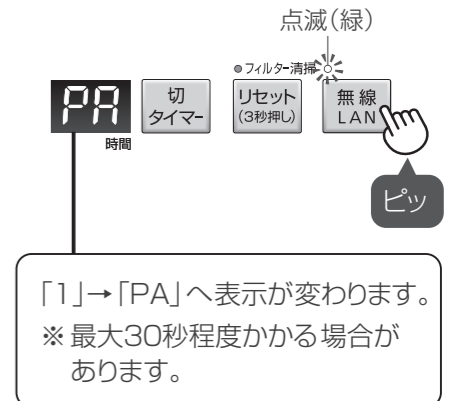 点滅(緑)
●フィルター清掃
PA
切
タイマー
リセット
(3秒押し)
無線
LAN
時間
ピッ
「1」→「PA」へ表示が変わります。
※最大30秒程度かかる場合が
あります。